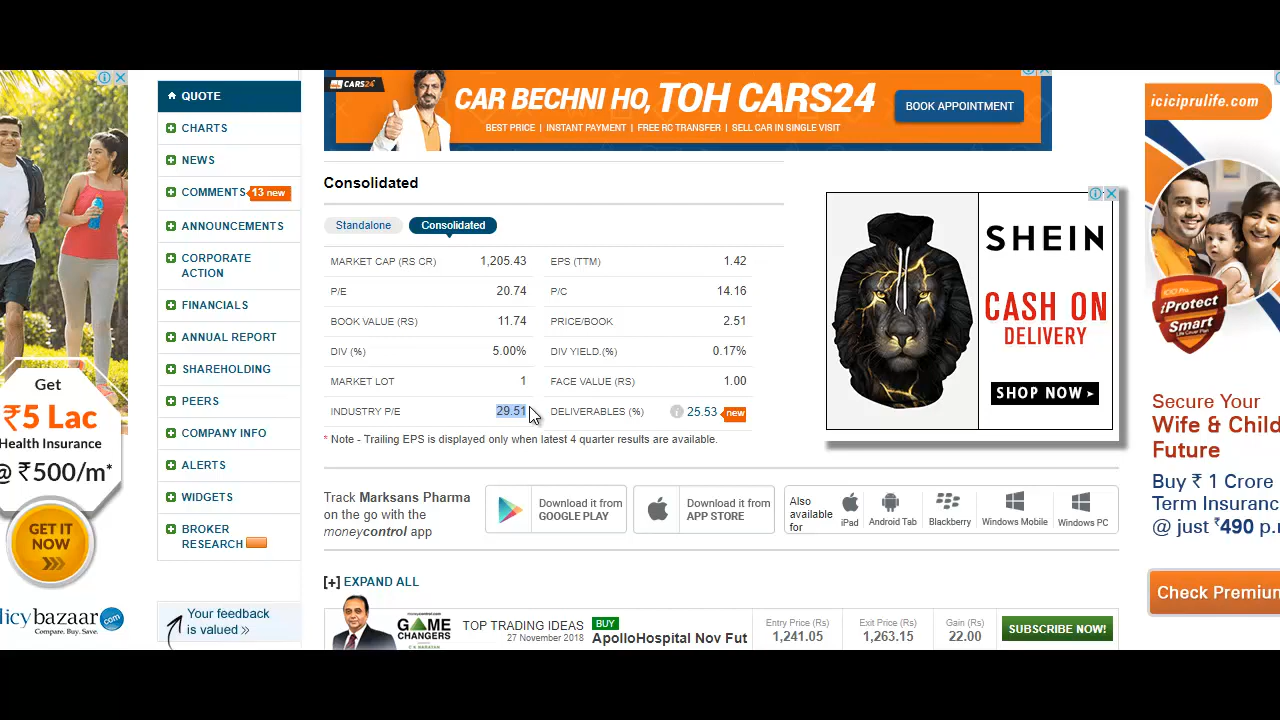 QUOTE
CHARTS
NEWS
COMMENTS 13 new
ANNOUNCEMENTS
CORPORATE
ACTION
FINANCIALS
ANNUAL REPORT
SHAREHOLDING
PEERS
COMPANY INFO
ALERTS
WIDGETS
BROKER
RESEARCH
Your feedback
is valued »
Get
₹5 Lac
Health Insurance
@ ₹500/m*
GET IT
NOW
licybazaar.com
Compare. Buy. Save.
CARS24
CAR BECHNI HO, TOH CARS24
BEST PRICE | INSTANT PAYMENT | FREE RC TRANSFER | SELL CAR IN SINGLE VISIT
BOOK APPOINTMENT
Consolidated
Standalone Consolidated
MARKET CAP (RS CR) 1,205.43 EPS (TTM) 1.42
P/E 20.74 P/C 14.16
BOOK VALUE (RS) 11.74 PRICE/BOOK 2.51
DIV (%) 5.00% DIV YIELD.(%) 0.17%
MARKET LOT 1 FACE VALUE (RS) 1.00
INDUSTRY P/E 29.51 DELIVERABLES (%) 25.53 new
* Note - Trailing EPS is displayed only when latest 4 quarter results are available.
Track Marksans Pharma
on the go with the
moneycontrol app
Download it from
GOOGLE PLAY
Download it from
APP STORE
Also
available
for
iPad Android Tab Blackberry Windows Mobile Windows PC
[+] EXPAND ALL
GAME
CHANGERS
TOP TRADING IDEAS
27 November 2018
BUY
ApolloHospital Nov Fut
Entry Price (Rs)
1,241.05
Exit Price (Rs)
1,263.15
Gain (Rs)
22.00
SUBSCRIBE NOW!
SHEIN
CASH ON
DELIVERY
SHOP NOW ▸
iciciprulife.com
ICICI Pru
iProtect
Smart
Secure Your
Wife & Child
Future
Buy ₹ 1 Crore
Term Insuranc
@ just ₹490 p.
Check Premium